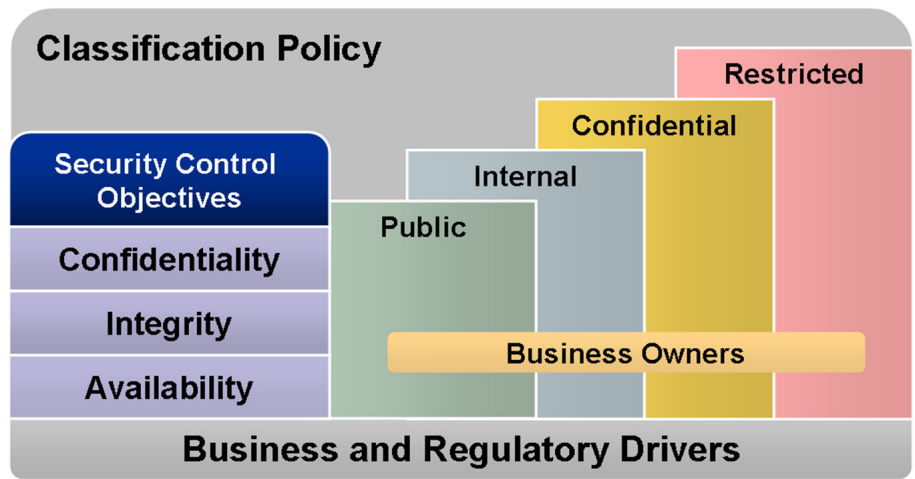 Classification Policy
Restricted
Confidential
Internal
Public
Security Control
Objectives
Confidentiality
Integrity
Availability
Business Owners
Business and Regulatory Drivers